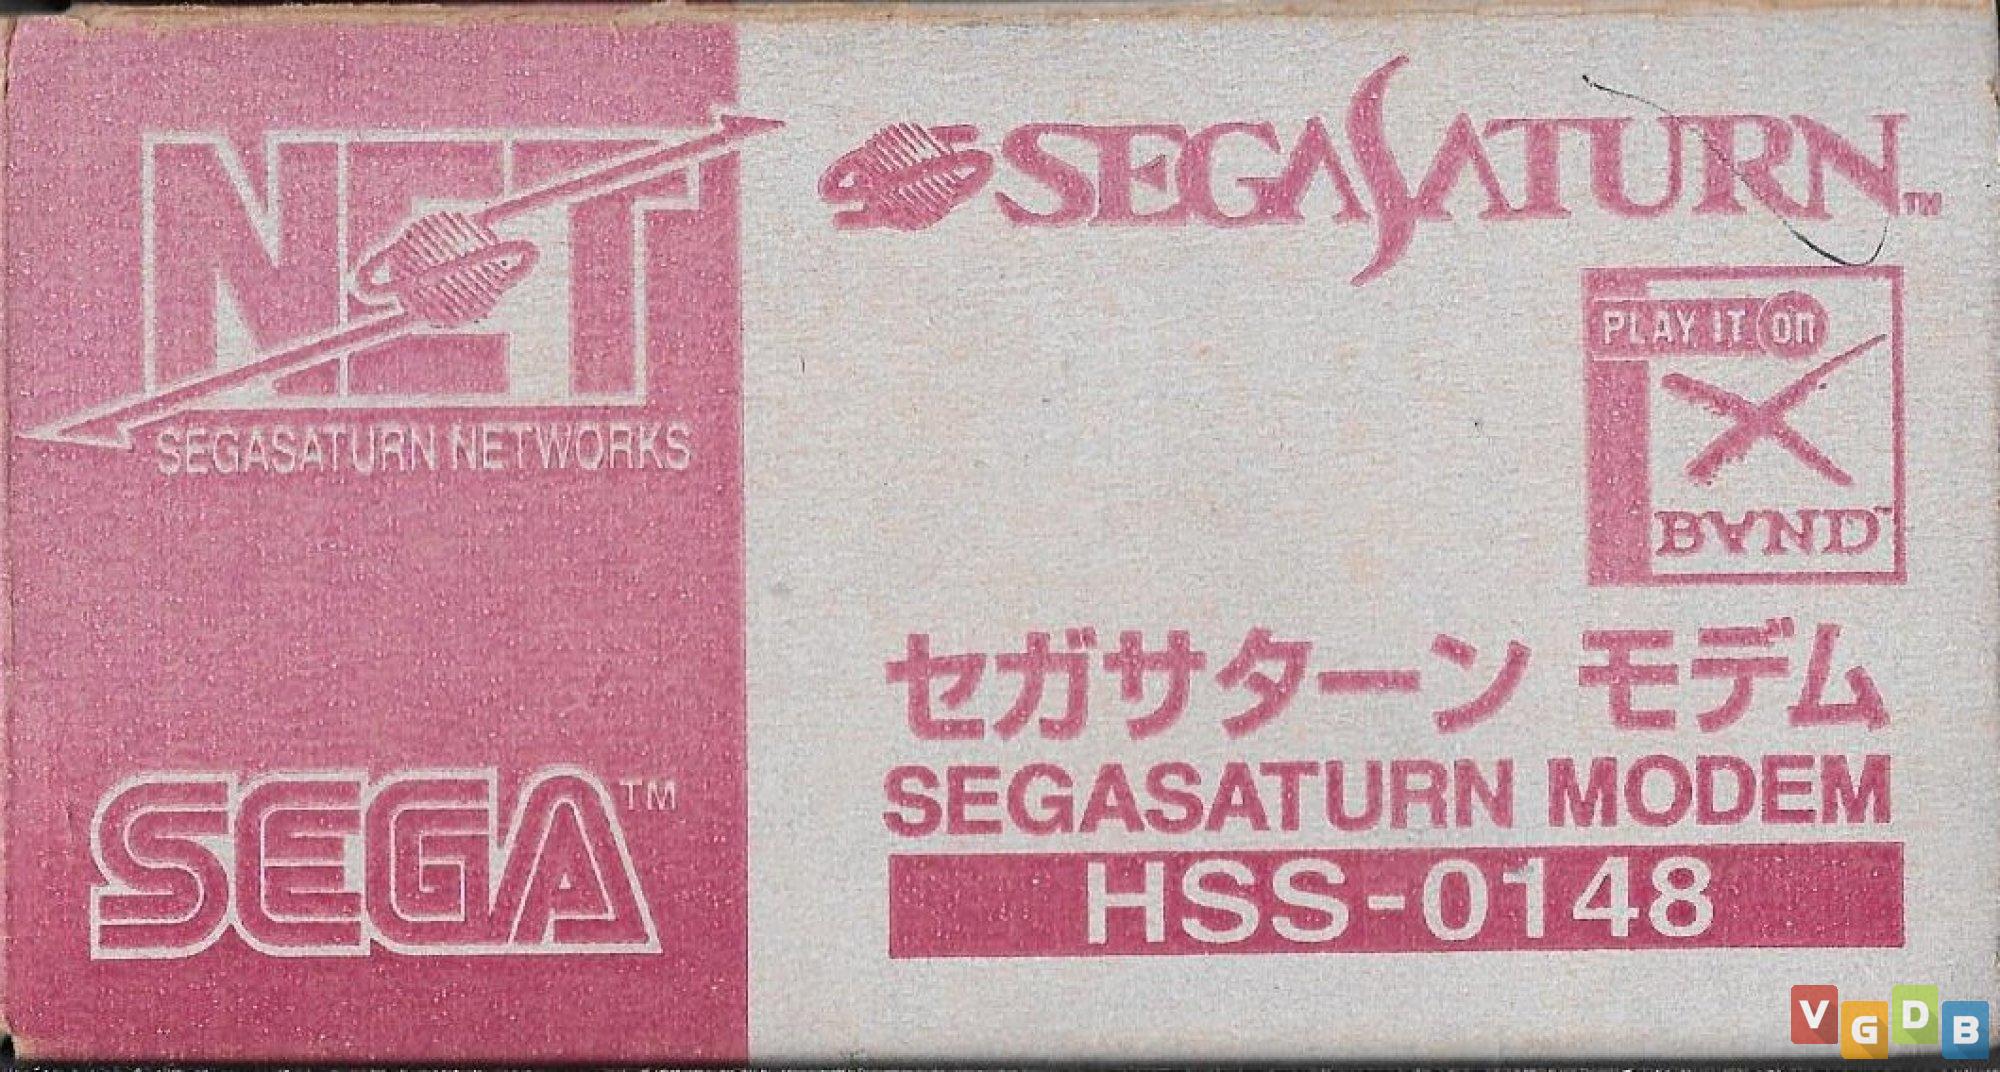 NET
SEGASATURN NETWORKS
SEGA™
SEGASATURN™
PLAY IT on
X
BAND™
セガサターン モデム
SEGASATURN MODEM
HSS-0148
VGDB